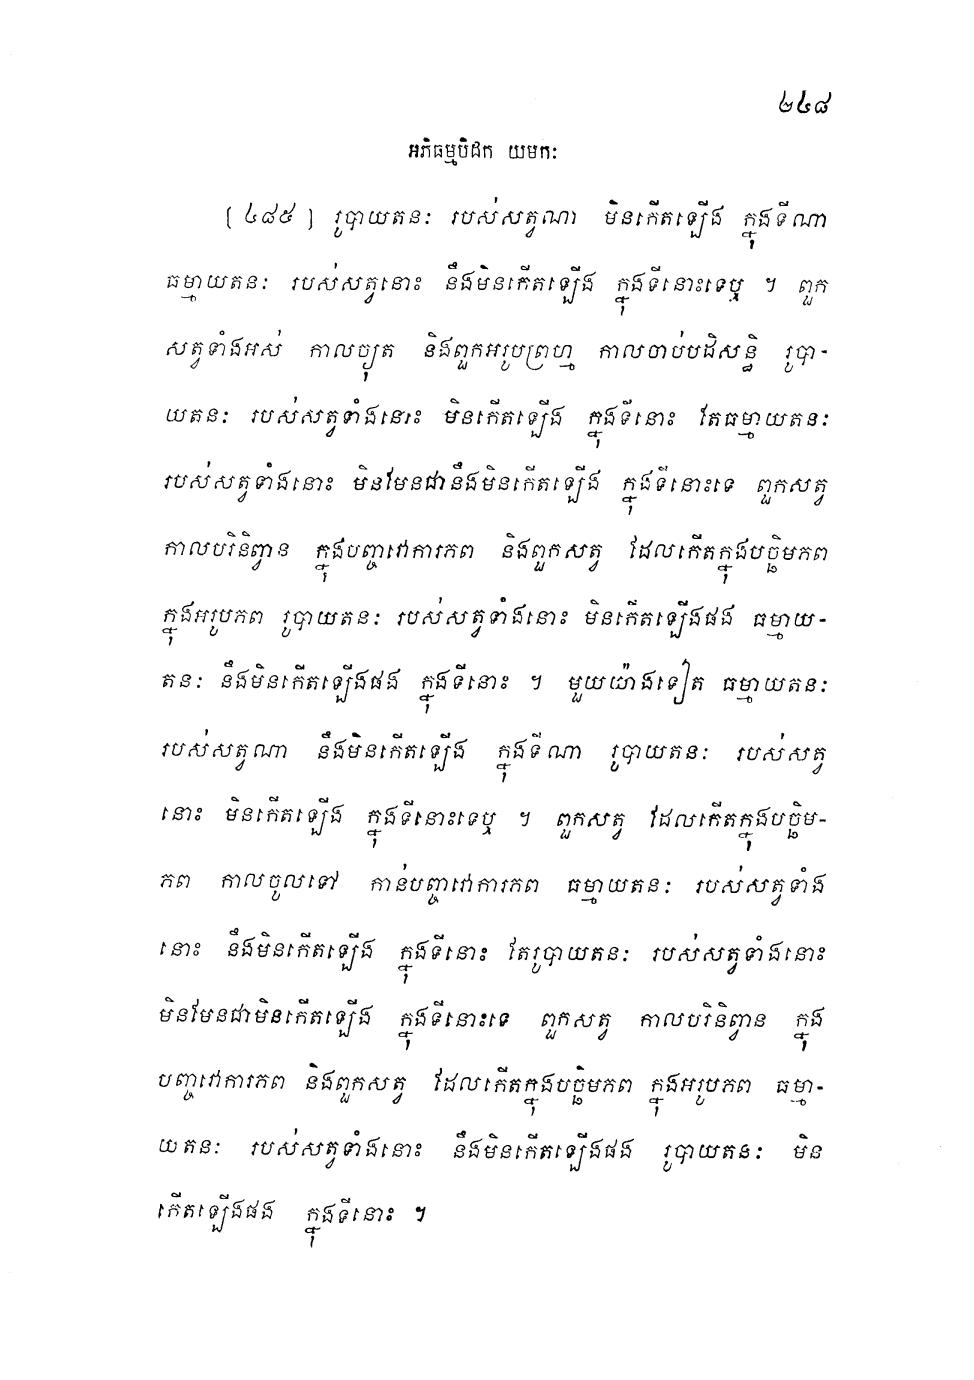 ២៤៨
អភិធម្មបិដក យមកៈ
[ ៤៨៥ ] រូបាយតនៈ របស់សត្វណា មិនកើតឡើង ក្នុងទីណា
ធម្មាយតនៈ របស់សត្វនោះ នឹងមិនកើតឡើង ក្នុងទីនោះទេឬ ។ ពួក
សត្វទាំងអស់ កាលច្យុត និងពួកអរូបព្រហ្ម កាលចាប់បដិសន្ធិ រូបា-
យតនៈ របស់សត្វទាំងនោះ មិនកើតឡើង ក្នុងទីនោះ តែធម្មាយតនៈ
របស់សត្វទាំងនោះ មិនមែនជានឹងមិនកើតឡើង ក្នុងទីនោះទេ ពួកសត្វ
កាលបរិនិព្វាន ក្នុងបញ្ចវោការភព និងពួកសត្វ ដែលកើតក្នុងបច្ឆិមភព
ក្នុងអរូបភព រូបាយតនៈ របស់សត្វទាំងនោះ មិនកើតឡើងផង ធម្មាយ-
តនៈ នឹងមិនកើតឡើងផង ក្នុងទីនោះ ។ មួយយ៉ាងទៀត ធម្មាយតនៈ
របស់សត្វណា នឹងមិនកើតឡើង ក្នុងទីណា រូបាយតនៈ របស់សត្វ
នោះ មិនកើតឡើង ក្នុងទីនោះទេឬ ។ ពួកសត្វ ដែលកើតក្នុងបច្ឆិម-
ភព កាលចូលទៅ កាន់បញ្ចវោការភព ធម្មាយតនៈ របស់សត្វទាំង
នោះ នឹងមិនកើតឡើង ក្នុងទីនោះ តែរូបាយតនៈ របស់សត្វទាំងនោះ
មិនមែនជាមិនកើតឡើង ក្នុងទីនោះទេ ពួកសត្វ កាលបរិនិព្វាន ក្នុង
បញ្ចវោការភព និងពួកសត្វ ដែលកើតក្នុងបច្ឆិមភព ក្នុងអរូបភព ធម្មា-
យតនៈ របស់សត្វទាំងនោះ នឹងមិនកើតឡើងផង រូបាយតនៈ មិន
កើតឡើងផង ក្នុងទីនោះ ។